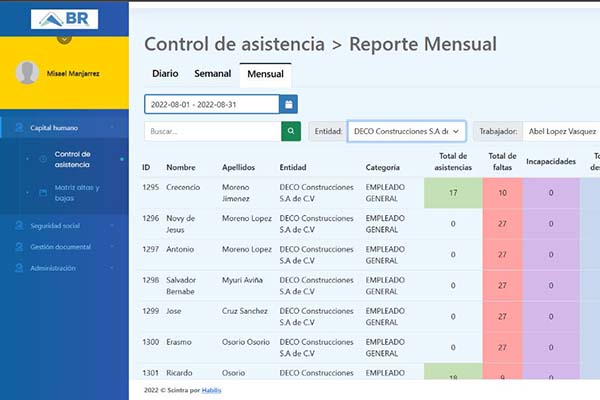 BR
Misael Manjarrez
Capital humano
Control de
asistencia
Matriz altas y
bajas
Seguridad social
Gestión documental
Administración
Control de asistencia > Reporte Mensual
Diario Semanal Mensual
2022-08-01 - 2022-08-31
Buscar... Entidad: DECO Construcciones S.A de Trabajador: Abel Lopez Vasquez
ID Nombre Apellidos Entidad Categoría Total de asistencias Total de faltas Incapacidades To de
1295 Crecencio Moreno Jimenez DECO Construcciones S.A de C.V EMPLEADO GENERAL 17 10 0
1296 Novy de Jesus Moreno Lopez DECO Construcciones S.A de C.V EMPLEADO GENERAL 0 27 0
1297 Antonio Moreno Lopez DECO Construcciones S.A de C.V EMPLEADO GENERAL 0 27 0
1298 Salvador Bernabe Myuri Aviña DECO Construcciones S.A de C.V EMPLEADO GENERAL 0 27 0
1299 Jose Cruz Sanchez DECO Construcciones S.A de C.V EMPLEADO GENERAL 0 27 0
1300 Erasmo Osorio Osorio DECO Construcciones S.A de C.V EMPLEADO GENERAL 0 27 0
1301 Ricardo Osorio DECO Construcciones EMPLEADO 18 9 0
2022 © Scintra por Habilis